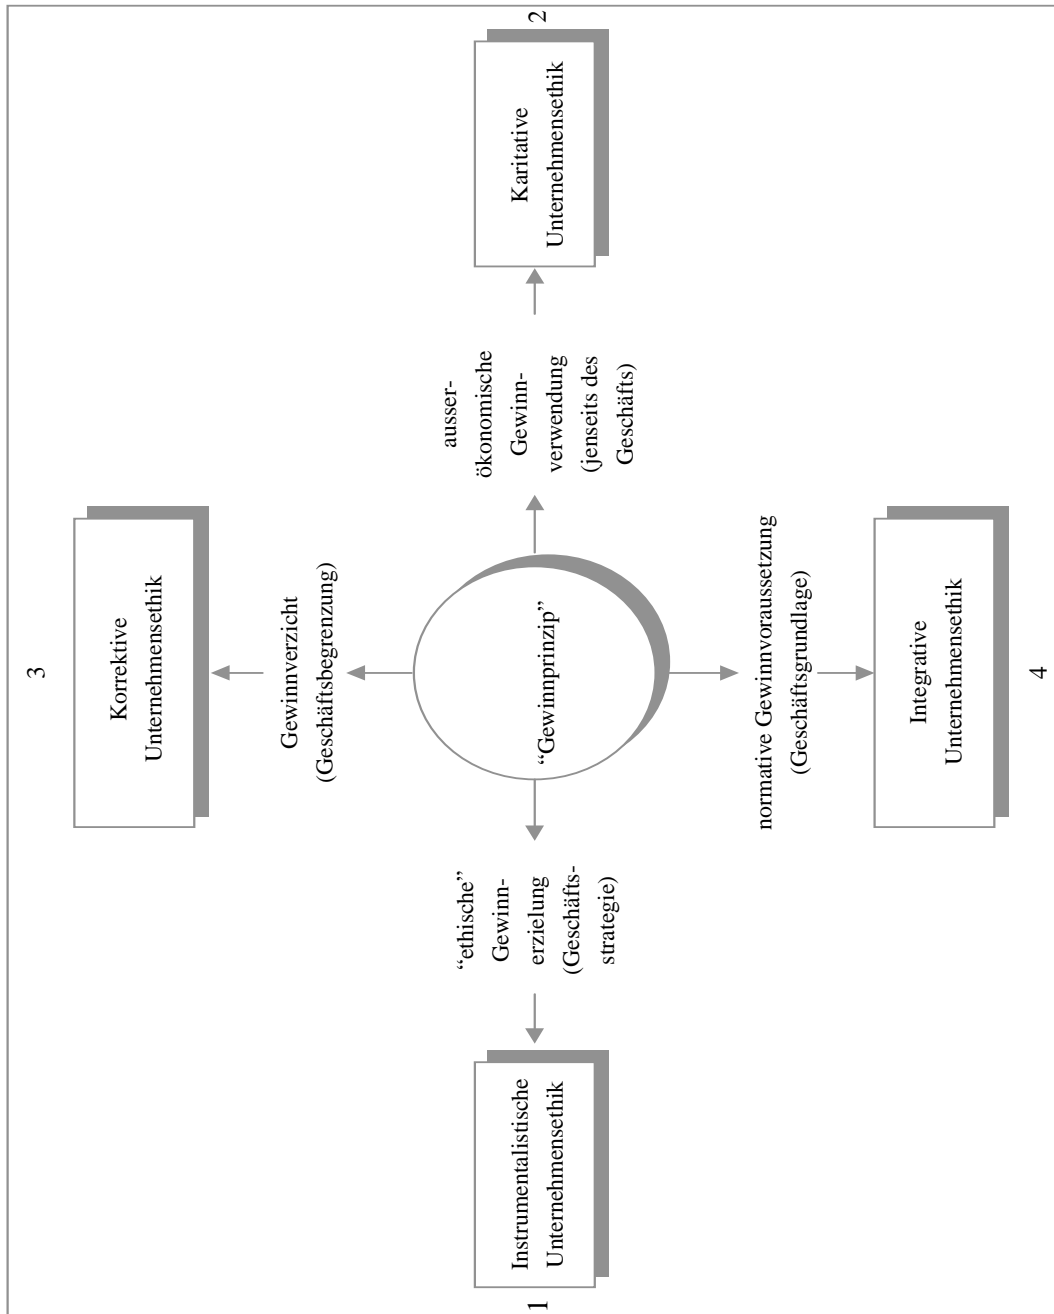 3
Korrektive
Unternehmensethik
Gewinnverzicht
(Geschäftsbegrenzung)
1
Instrumentalistische
Unternehmensethik
“ethische”
Gewinn-
erzielung
(Geschäfts-
strategie)
“Gewinnprinzip”
ausser-
ökonomische
Gewinn-
verwendung
(jenseits des
Geschäfts)
Karitative
Unternehmensethik
2
normative Gewinnvoraussetzung
(Geschäftsgrundlage)
Integrative
Unternehmensethik
4